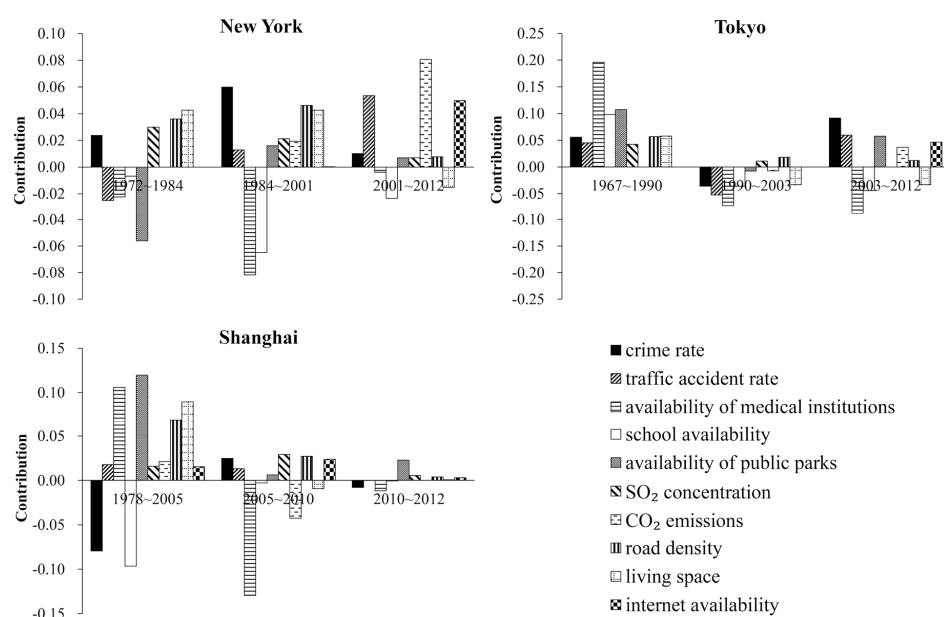 New York
Contribution
0.10
0.08
0.06
0.04
0.02
0.00
-0.02
-0.04
-0.06
-0.08
-0.10
1972~1984
1984~2001
2001~2012
Tokyo
Contribution
0.25
0.20
0.15
0.10
0.05
0.00
-0.05
-0.10
-0.15
-0.20
-0.25
1967~1990
1990~2003
2003~2012
Shanghai
Contribution
0.15
0.10
0.05
0.00
-0.05
-0.10
-0.15
1978~2005
2005~2010
2010~2012
crime rate
traffic accident rate
availability of medical institutions
school availability
availability of public parks
SO₂ concentration
CO₂ emissions
road density
living space
internet availability